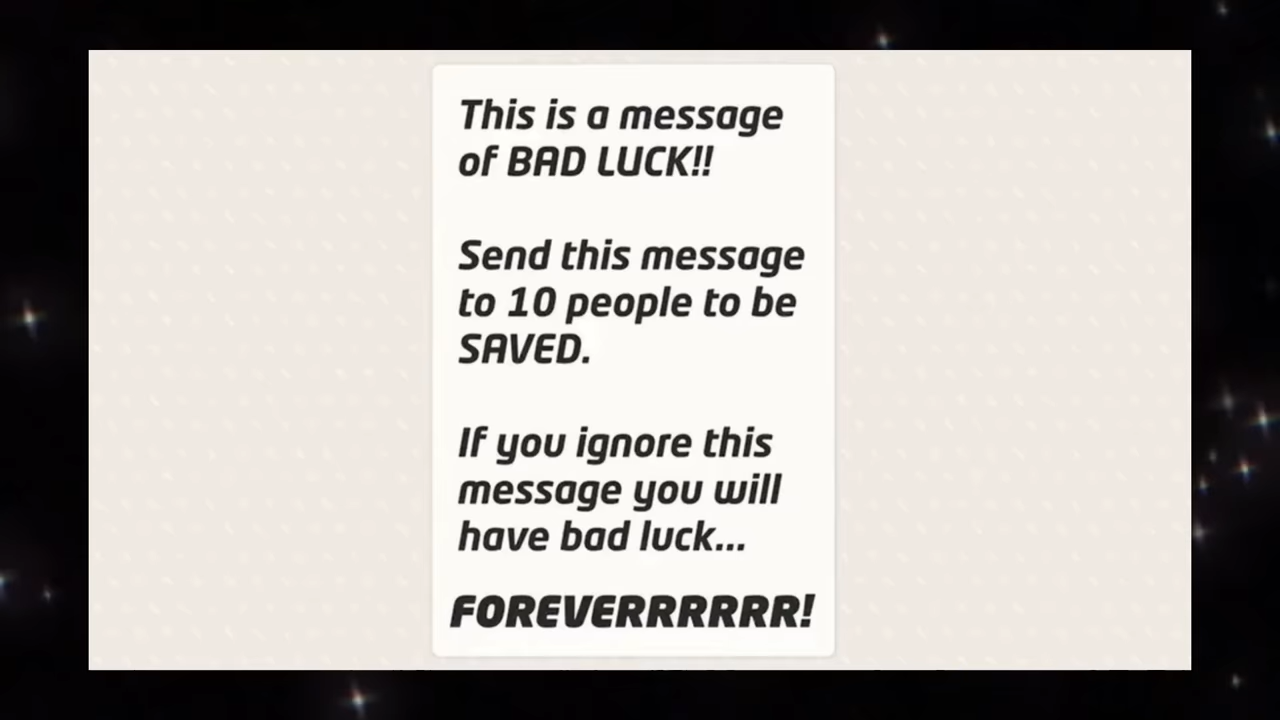 This is a message
of BAD LUCK!!
Send this message
to 10 people to be
SAVED.
If you ignore this
message you will
have bad luck...
FOREVERRRRRR!